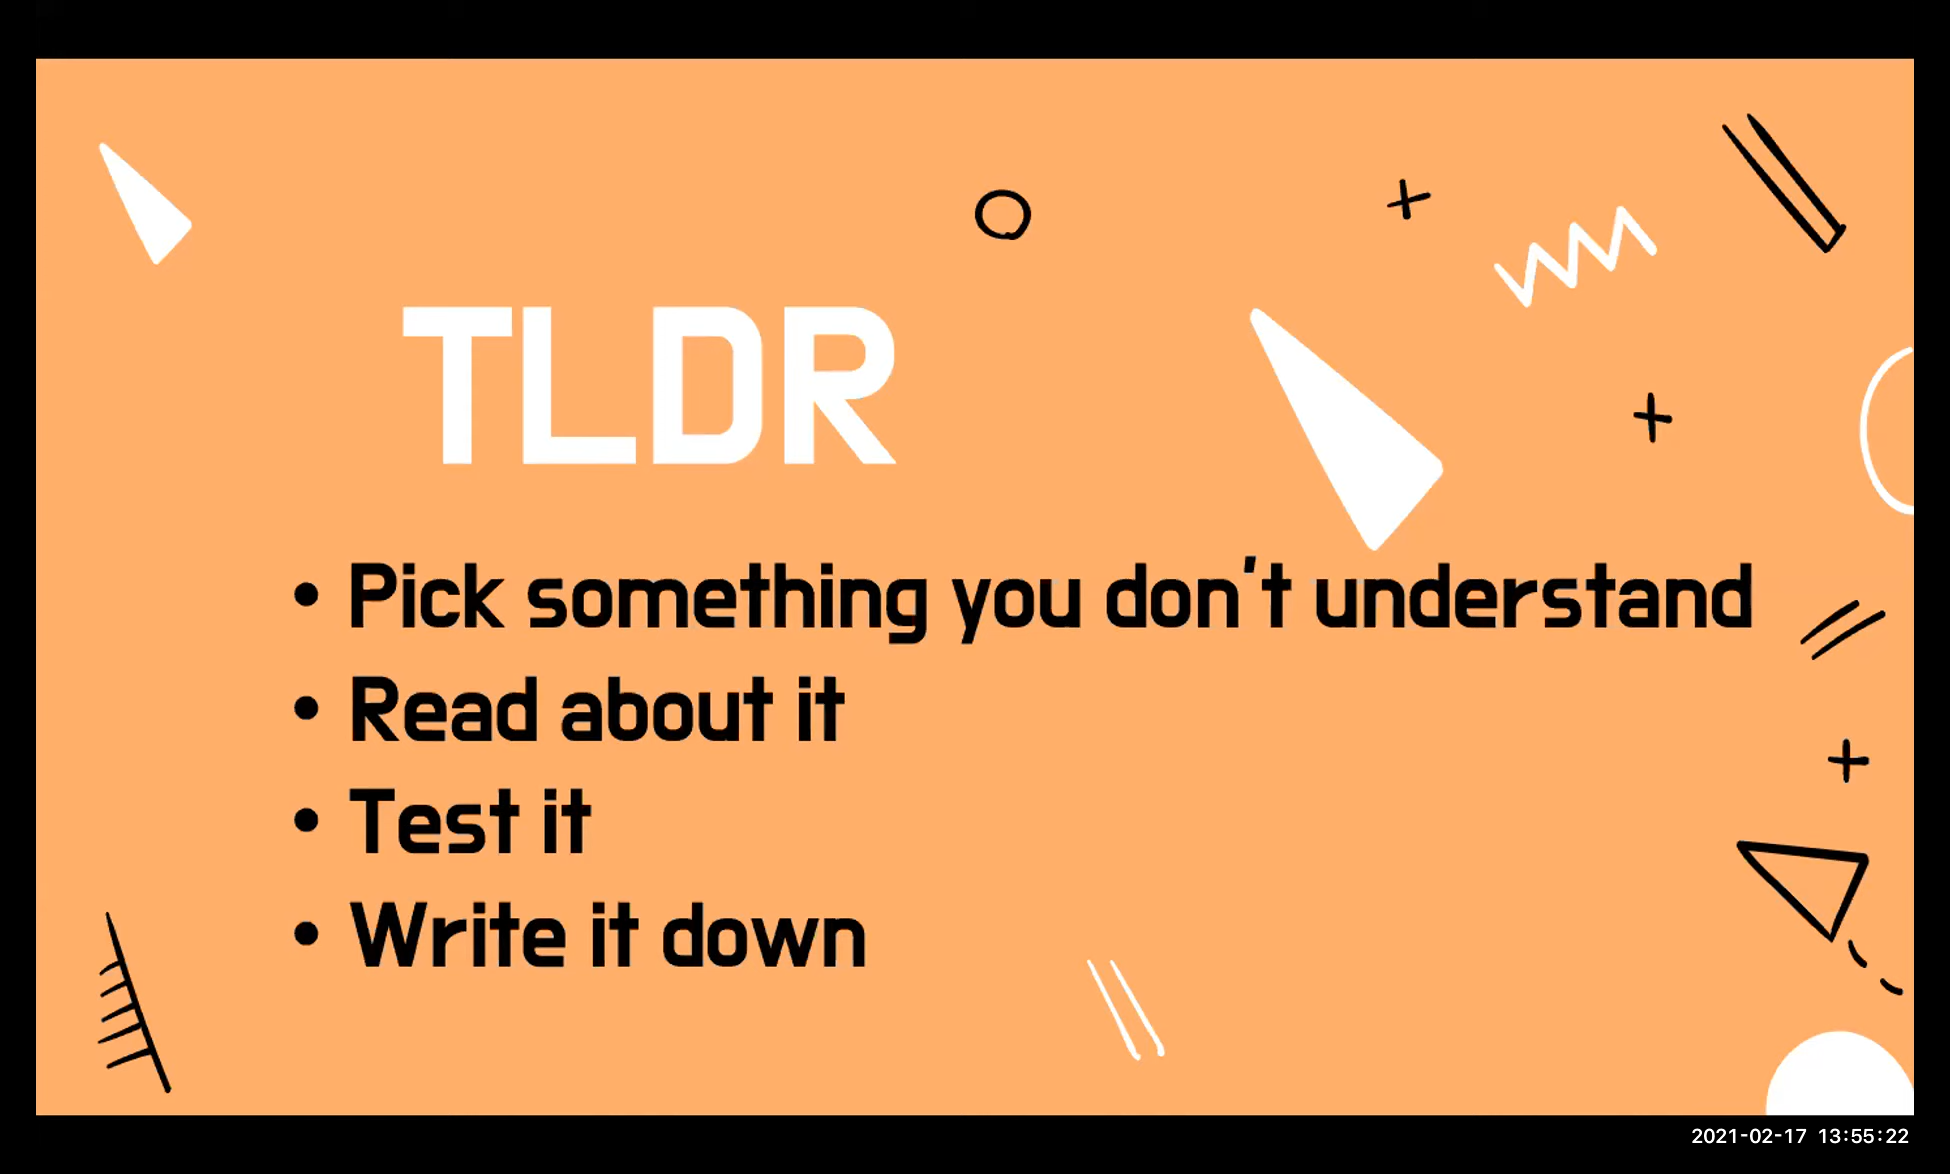 TLDR
• Pick something you don't understand
• Read about it
• Test it
• Write it down
2021-02-17 13:55:22